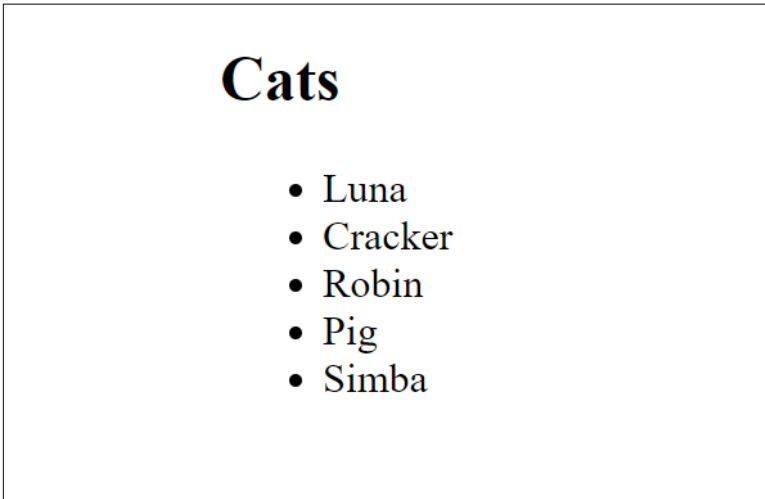 Cats
• Luna
• Cracker
• Robin
• Pig
• Simba